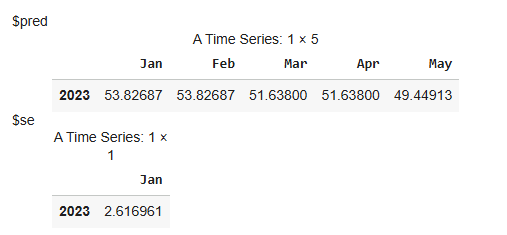 $pred
A Time Series: 1 × 5
Jan Feb Mar Apr May
2023 53.82687 53.82687 51.63800 51.63800 49.44913
$se
A Time Series: 1 ×
1
Jan
2023 2.616961